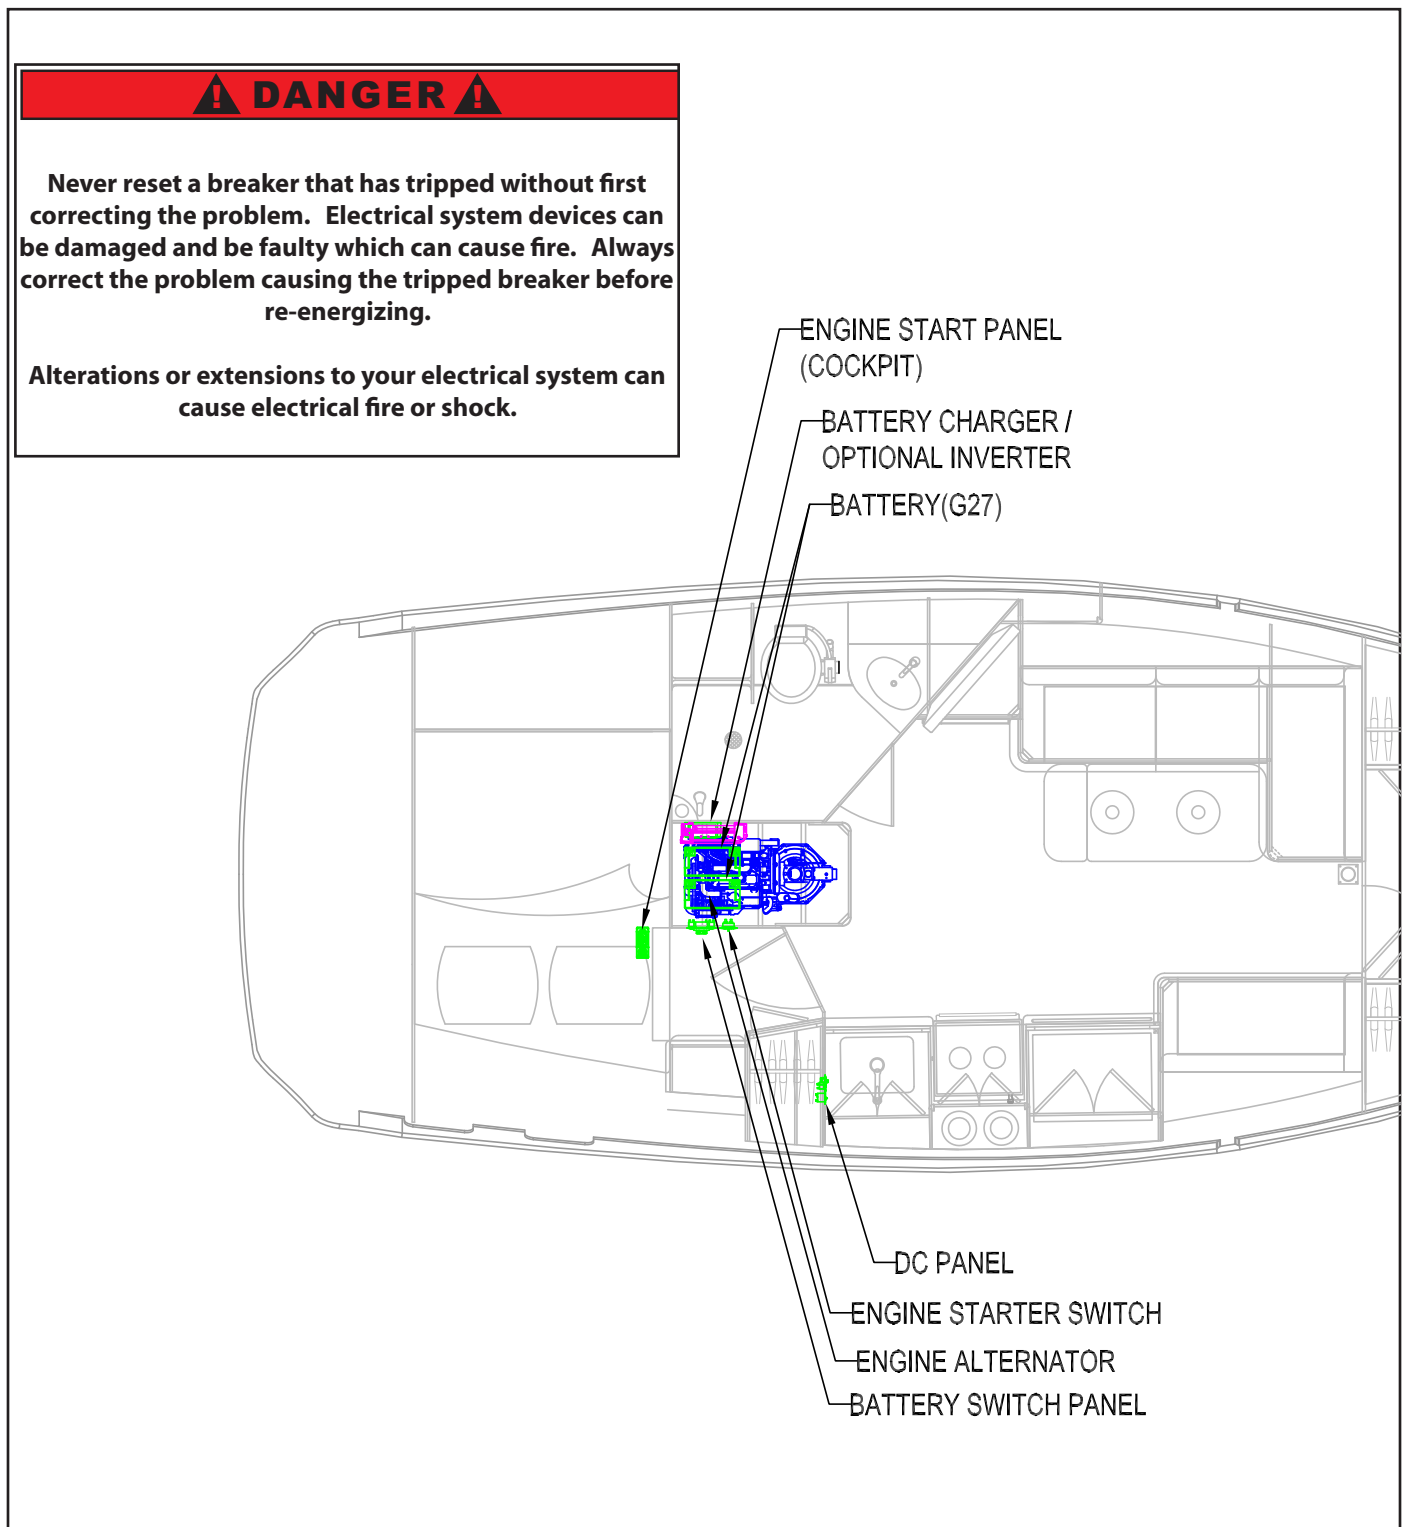 DANGER
Never reset a breaker that has tripped without first
correcting the problem. Electrical system devices can
be damaged and be faulty which can cause fire. Always
correct the problem causing the tripped breaker before
re-energizing.
Alterations or extensions to your electrical system can
cause electrical fire or shock.
ENGINE START PANEL
(COCKPIT)
BATTERY CHARGER /
OPTIONAL INVERTER
BATTERY(G27)
DC PANEL
ENGINE STARTER SWITCH
ENGINE ALTERNATOR
BATTERY SWITCH PANEL